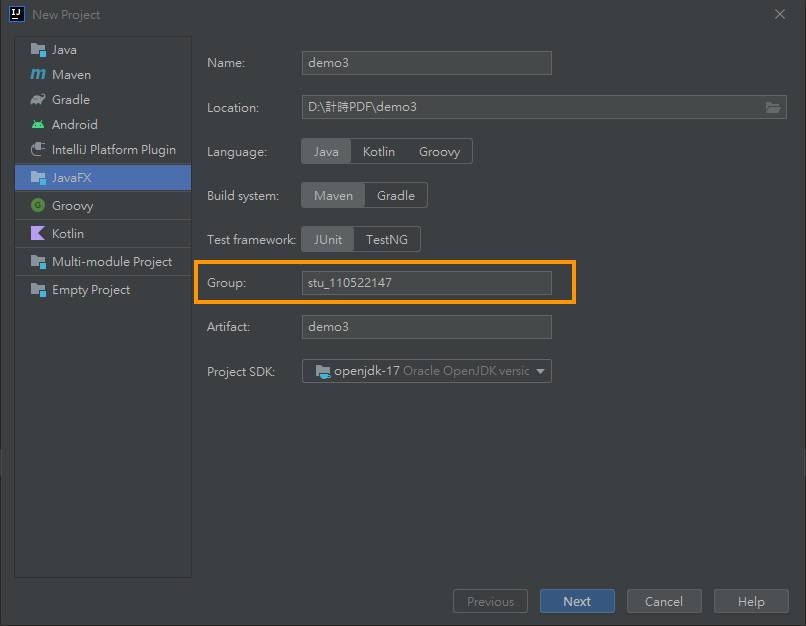 New Project
Java
Maven
Gradle
Android
IntelliJ Platform Plugin
JavaFX
Groovy
Kotlin
Multi-module Project
Empty Project
Name: demo3
Location: D:\計時PDF\demo3
Language: Java Kotlin Groovy
Build system: Maven Gradle
Test framework: JUnit TestNG
Group: stu_110522147
Artifact: demo3
Project SDK: openjdk-17 Oracle OpenJDK versic
Previous Next Cancel Help